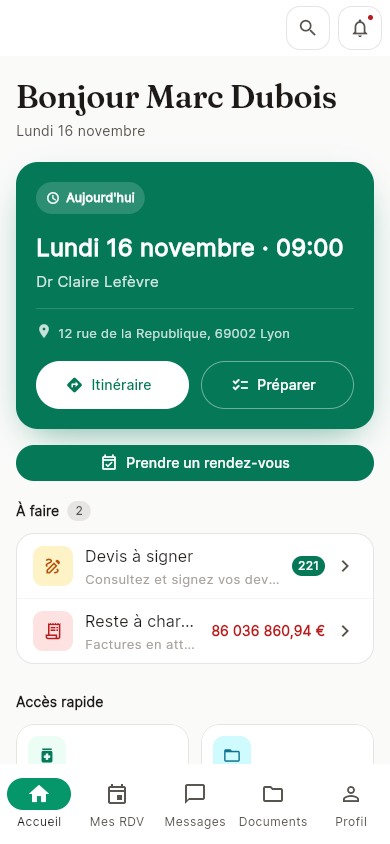 Bonjour Marc Dubois
Lundi 16 novembre
Aujourd'hui
Lundi 16 novembre · 09:00
Dr Claire Lefèvre
12 rue de la Republique, 69002 Lyon
Itinéraire
Préparer
Prendre un rendez-vous
À faire 2
Devis à signer
Consultez et signez vos dev...
221
Reste à char...
Factures en att...
86 036 860,94 €
Accès rapide
Accueil
Mes RDV
Messages
Documents
Profil